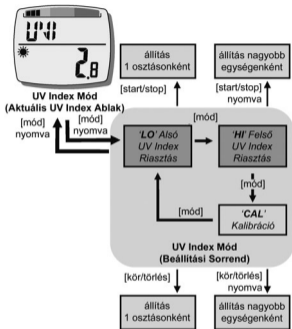 UVI
2.8
UV Index Mód
(Aktuális UV Index Ablak)
állítás
1 osztásonként
állítás nagyobb
egységenként
[start/stop]
[start/stop]
nyomva
[mód]
nyomva
[mód]
nyomva
[mód]
'LO' Alsó
UV Index
Riasztás
'HI' Felső
UV Index
Riasztás
[mód]
[mód]
'CAL'
Kalibráció
UV Index Mód
(Beállítási Sorrend)
[kör/törlés]
[kör/törlés]
nyomva
állítás
1 osztásonként
állítás nagyobb
egységenként